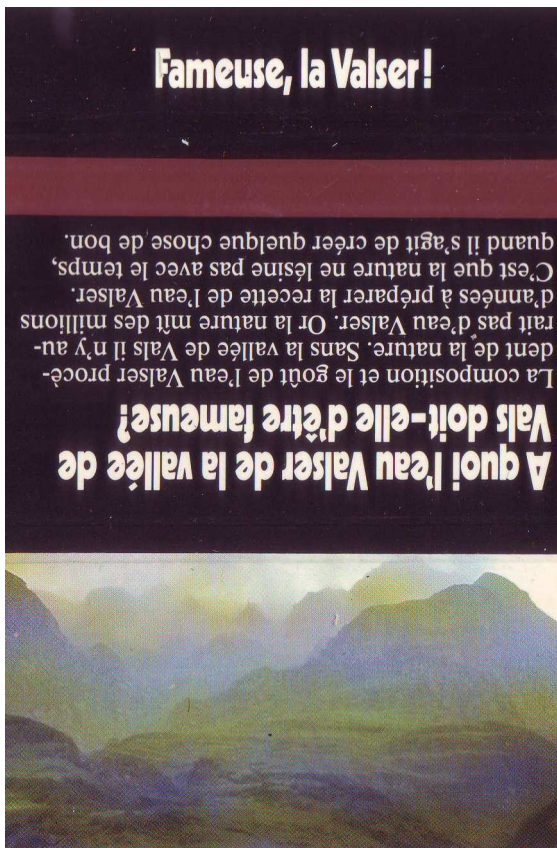 Fameuse, la Valser!
A quoi l'eau Valser de la vallée de
Vals doit-elle d'être fameuse?
La composition et le goût de l'eau Valser procè-
dent de la nature. Sans la vallée de Vals il n'y au-
rait pas d'eau Valser. Or la nature mît des millions
d'années à préparer la recette de l'eau Valser.
C'est que la nature ne lésine pas avec le temps,
quand il s'agit de créer quelque chose de bon.